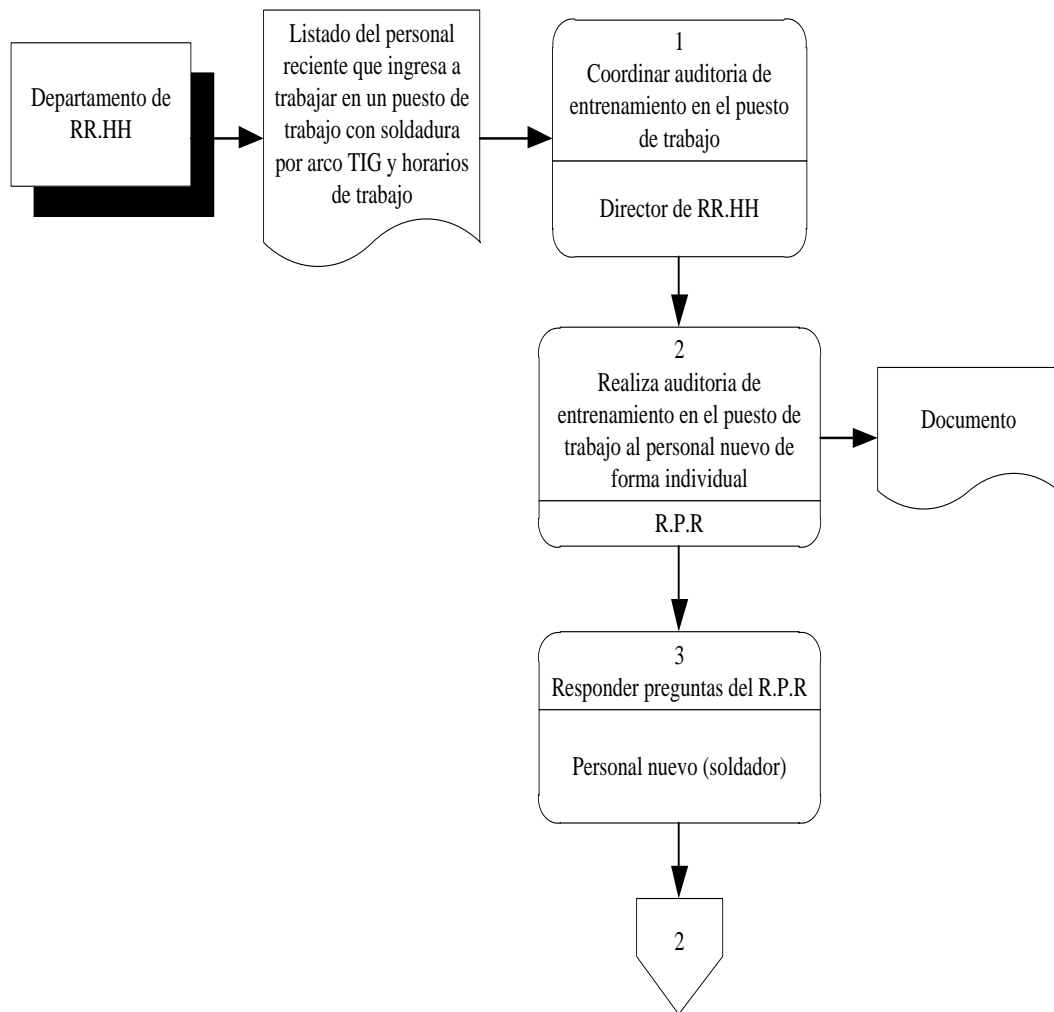 Departamento de
RR.HH
Listado del personal
reciente que ingresa a
trabajar en un puesto de
trabajo con soldadura
por arco TIG y horarios
de trabajo
1
Coordinar auditoria de
entrenamiento en el puesto
de trabajo
Director de RR.HH
2
Realiza auditoria de
entrenamiento en el puesto de
trabajo al personal nuevo de
forma individual
R.P.R
Documento
3
Responder preguntas del R.P.R
Personal nuevo (soldador)
2